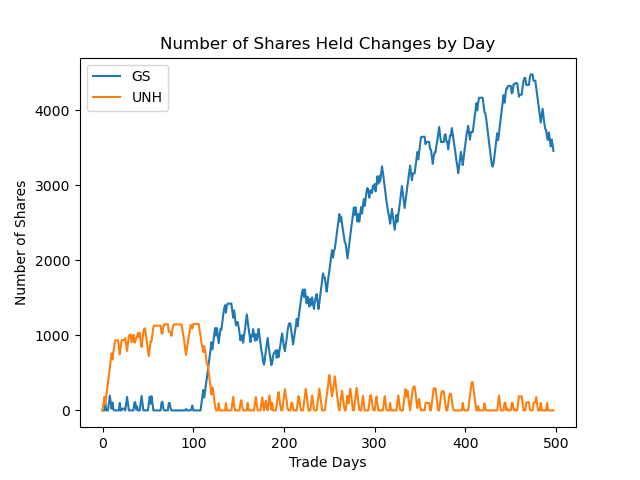 Number of Shares Held Changes by Day
GS
UNH
4000
3000
2000
1000
0
Number of Shares
0 100 200 300 400 500
Trade Days